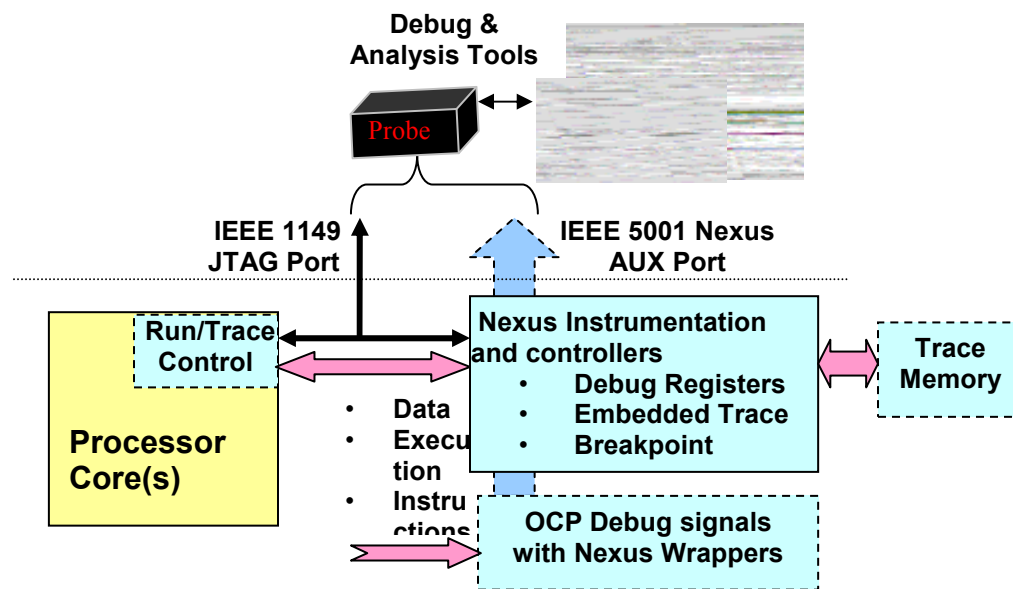 Debug &
Analysis Tools
Probe
IEEE 1149
JTAG Port
IEEE 5001 Nexus
AUX Port
Run/Trace
Control
Processor
Core(s)
• Data
• Execu
tion
• Instru
ctions
Nexus Instrumentation
and controllers
• Debug Registers
• Embedded Trace
• Breakpoint
Trace
Memory
OCP Debug signals
with Nexus Wrappers